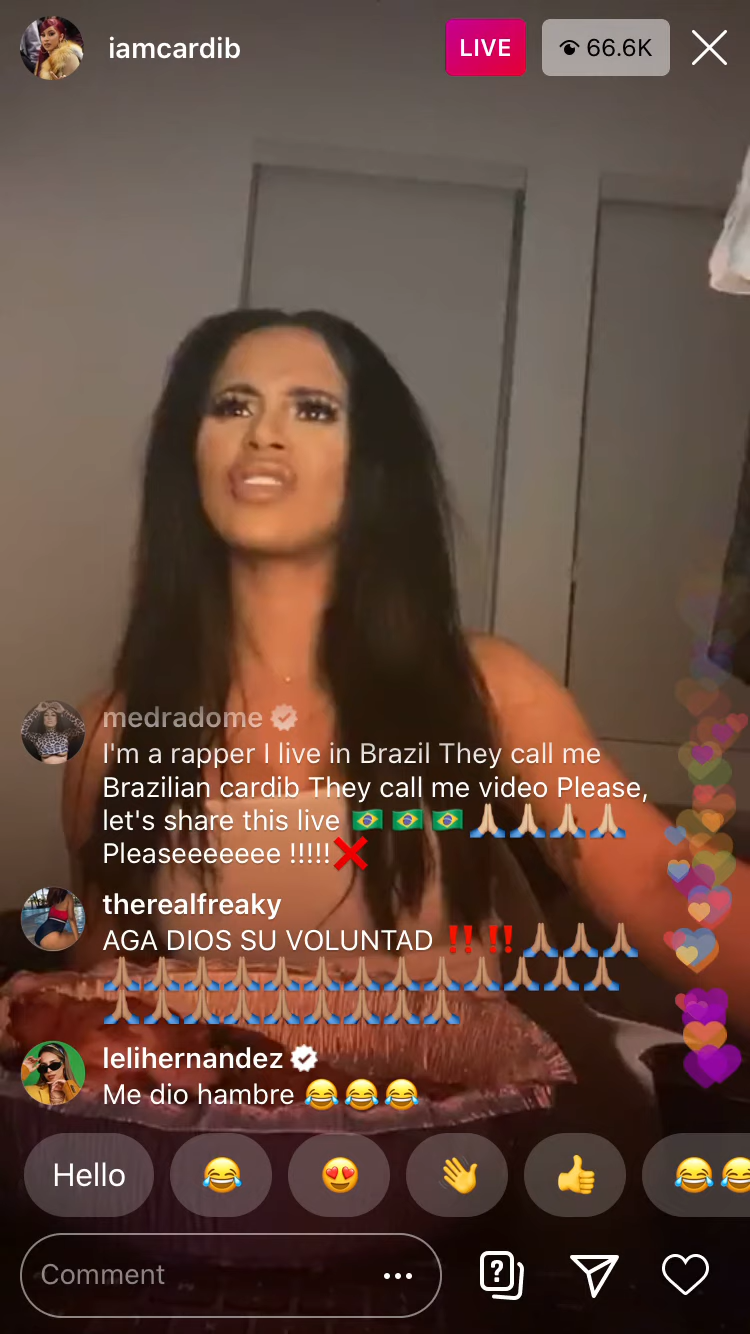 iamcardib
LIVE
66.6K
medradome
I'm a rapper I live in Brazil They call me
Brazilian cardib They call me video Please,
let's share this live 🇧🇷 🇧🇷 🇧🇷 🙏🏼 🙏🏼 🙏🏼 🙏🏼
Pleaseeeeeee !!!!!❌
therealfreaky
AGA DIOS SU VOLUNTAD ‼️ ‼️ 🙏🏽 🙏🏽 🙏🏽
🙏🏽🙏🏽🙏🏽🙏🏽🙏🏽🙏🏽🙏🏽🙏🏽🙏🏽🙏🏽🙏🏽🙏🏽🙏🏽
🙏🏽🙏🏽🙏🏽🙏🏽🙏🏽🙏🏽🙏🏽🙏🏽🙏🏽
lelihernandez
Me dio hambre 😂😂😂
Hello 😂 😍 👋 👍 😂😂
Comment